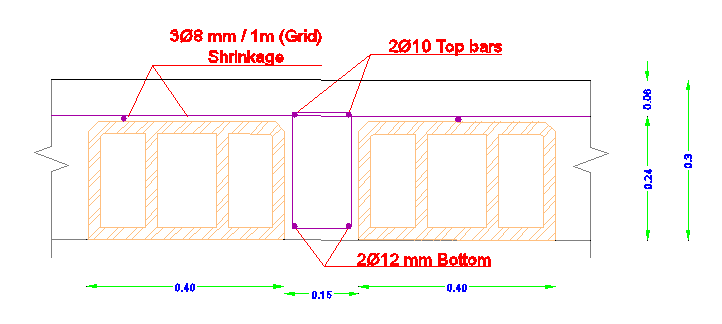 3Ø8 mm / 1m (Grid)
Shrinkage
2Ø10 Top bars
0.06
0.24
0.3
2Ø12 mm Bottom
0.40
0.15
0.40